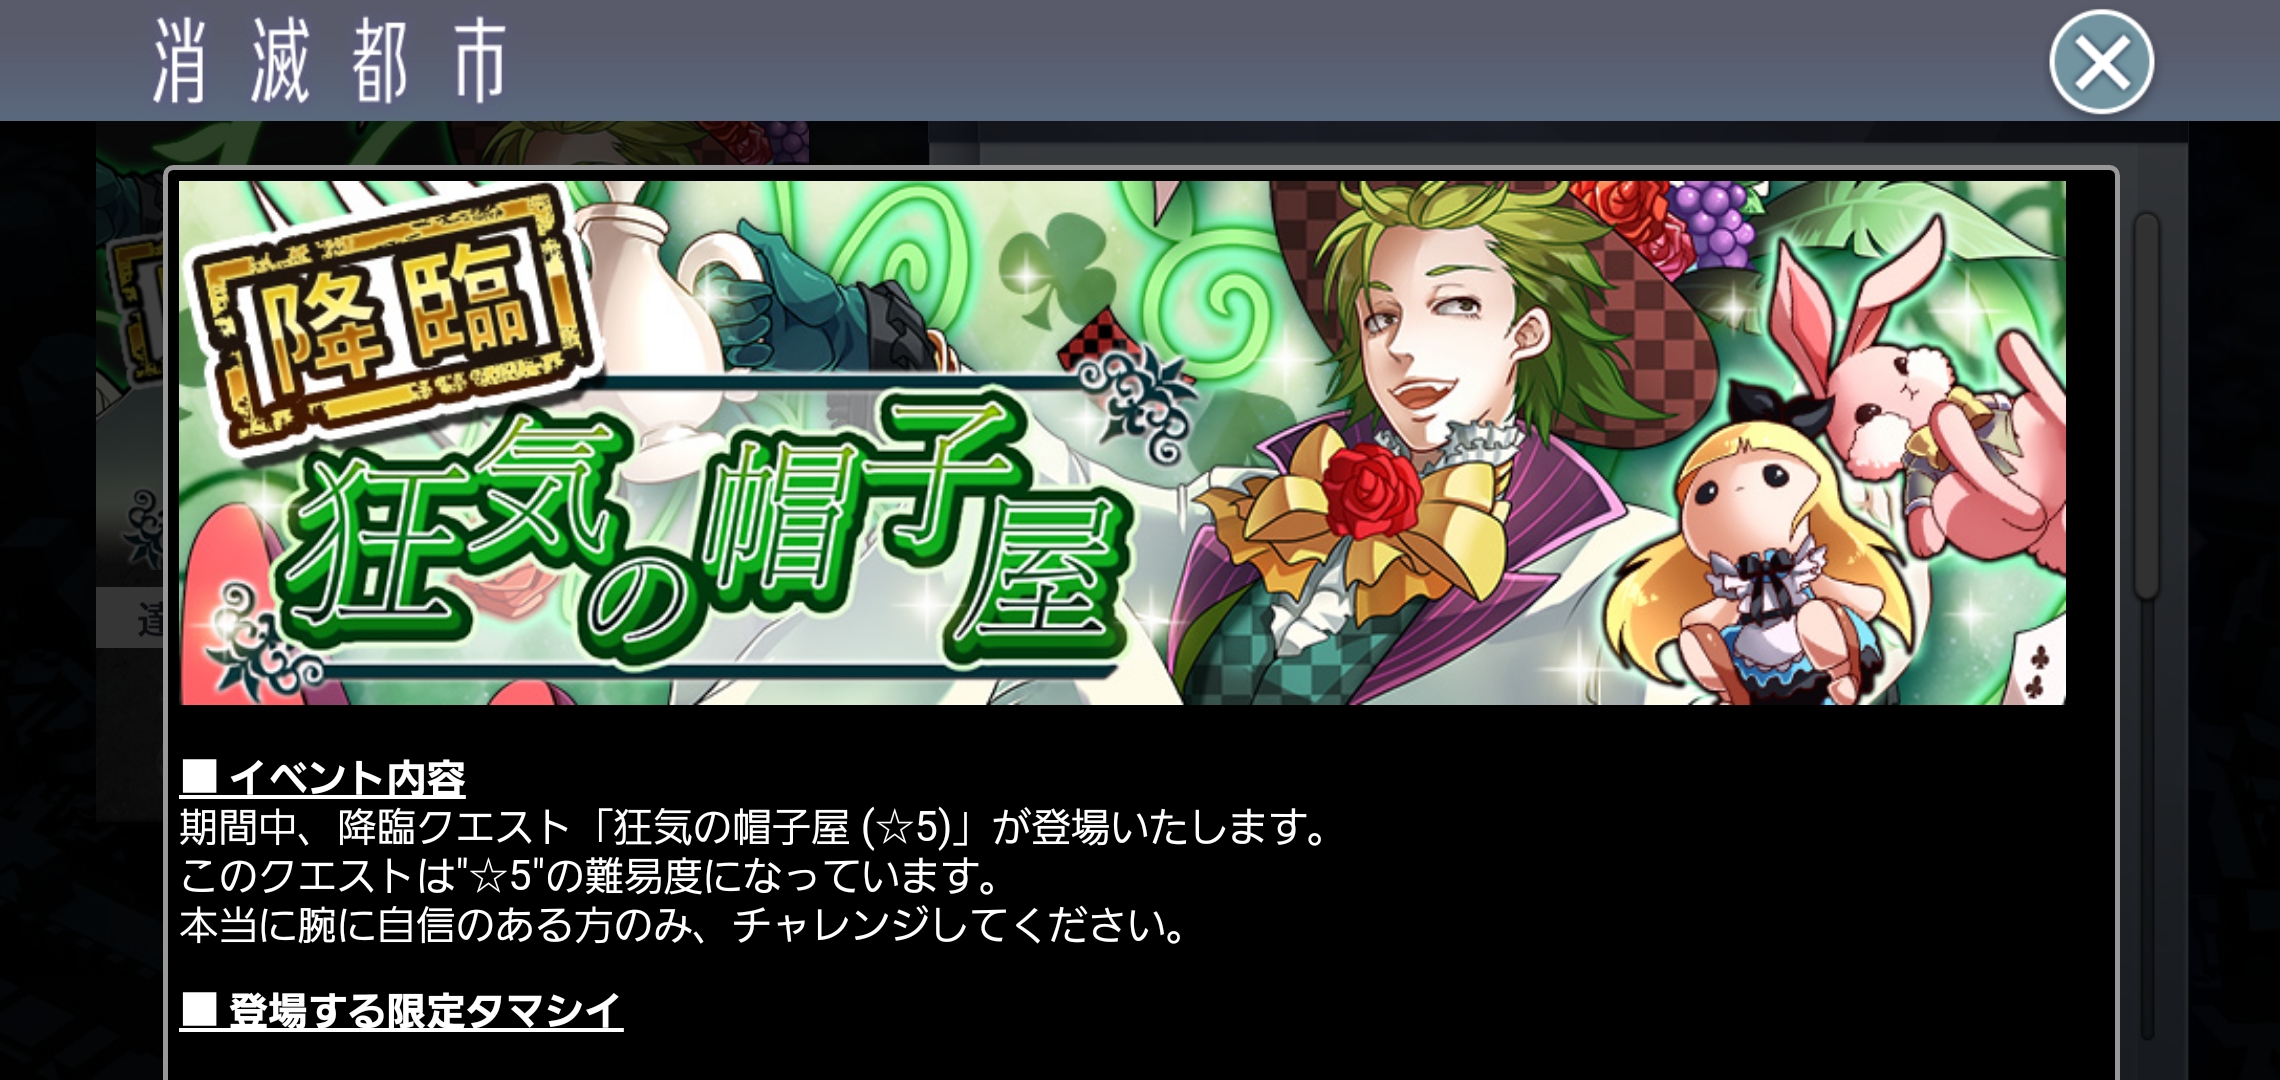 消滅都市
降臨
狂気の帽子屋
■ イベント内容
期間中、降臨クエスト「狂気の帽子屋 (☆5)」が登場いたします。
このクエストは"☆5"の難易度になっています。
本当に腕に自信のある方のみ、チャレンジしてください。
■ 登場する限定タマシイ